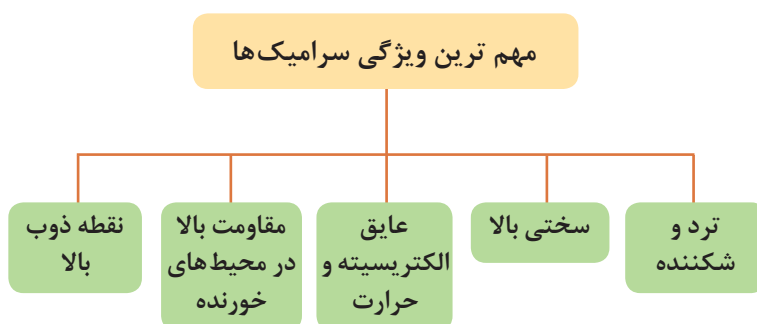 مهم ترین ویژگی سرامیک‌ها
ترد و
شکننده
سختی بالا
عایق
الکتریسیته و
حرارت
مقاومت بالا
در محیط‌های
خورنده
نقطه ذوب
بالا